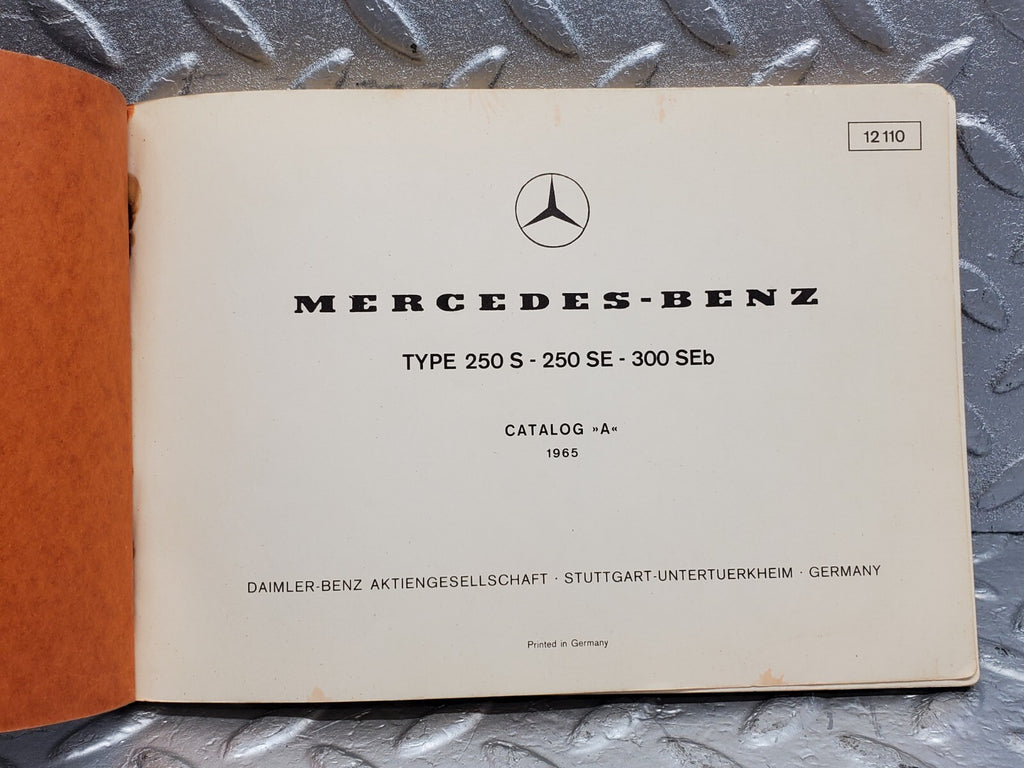 12 110
MERCEDES-BENZ
TYPE 250 S - 250 SE - 300 SEb
CATALOG »A«
1965
DAIMLER-BENZ AKTIENGESELLSCHAFT · STUTTGART-UNTERTUERKHEIM · GERMANY
Printed in Germany